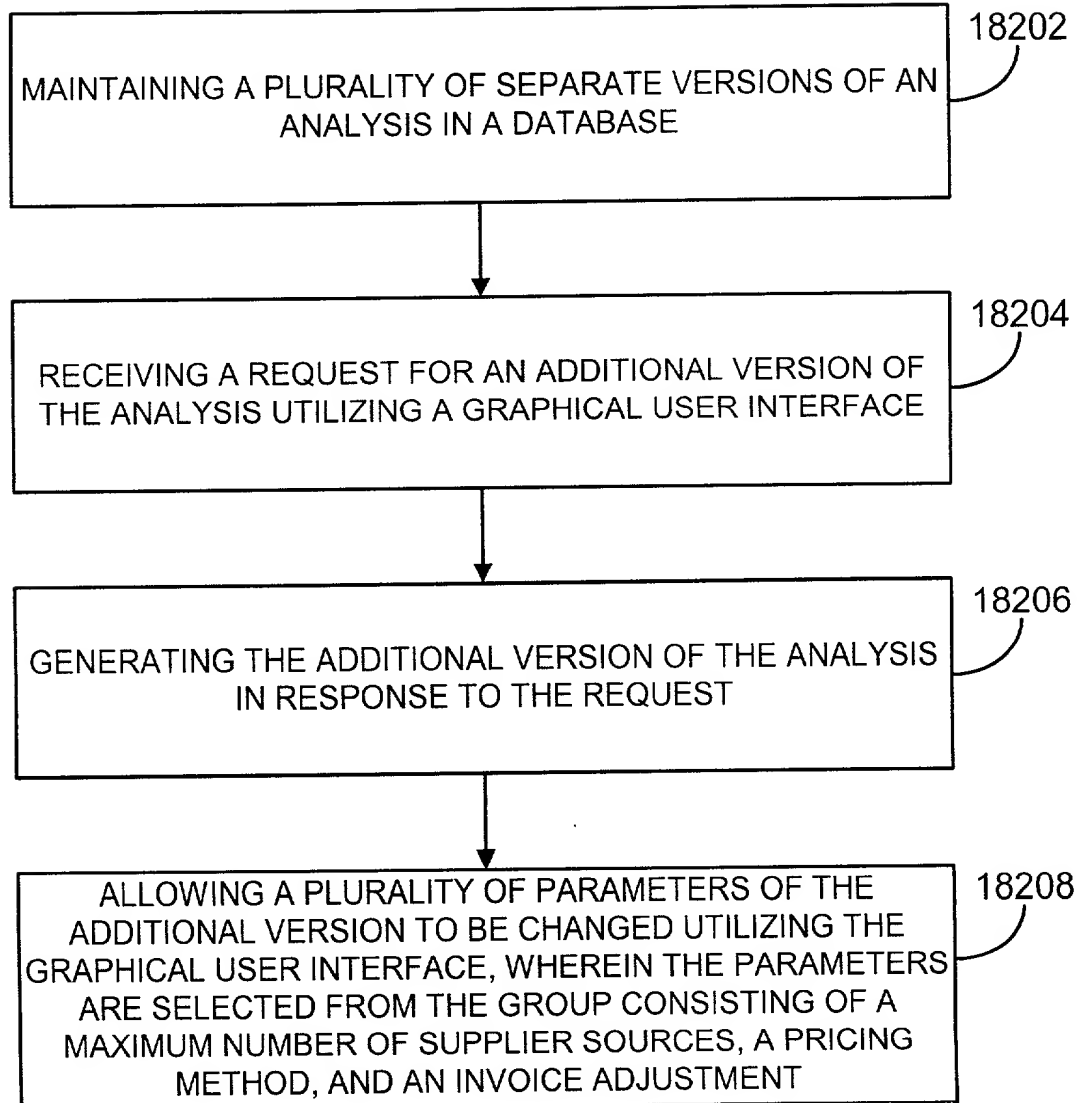 18202
MAINTAINING A PLURALITY OF SEPARATE VERSIONS OF AN
ANALYSIS IN A DATABASE
18204
RECEIVING A REQUEST FOR AN ADDITIONAL VERSION OF
THE ANALYSIS UTILIZING A GRAPHICAL USER INTERFACE
18206
GENERATING THE ADDITIONAL VERSION OF THE ANALYSIS
IN RESPONSE TO THE REQUEST
18208
ALLOWING A PLURALITY OF PARAMETERS OF THE
ADDITIONAL VERSION TO BE CHANGED UTILIZING THE
GRAPHICAL USER INTERFACE, WHEREIN THE PARAMETERS
ARE SELECTED FROM THE GROUP CONSISTING OF A
MAXIMUM NUMBER OF SUPPLIER SOURCES, A PRICING
METHOD, AND AN INVOICE ADJUSTMENT